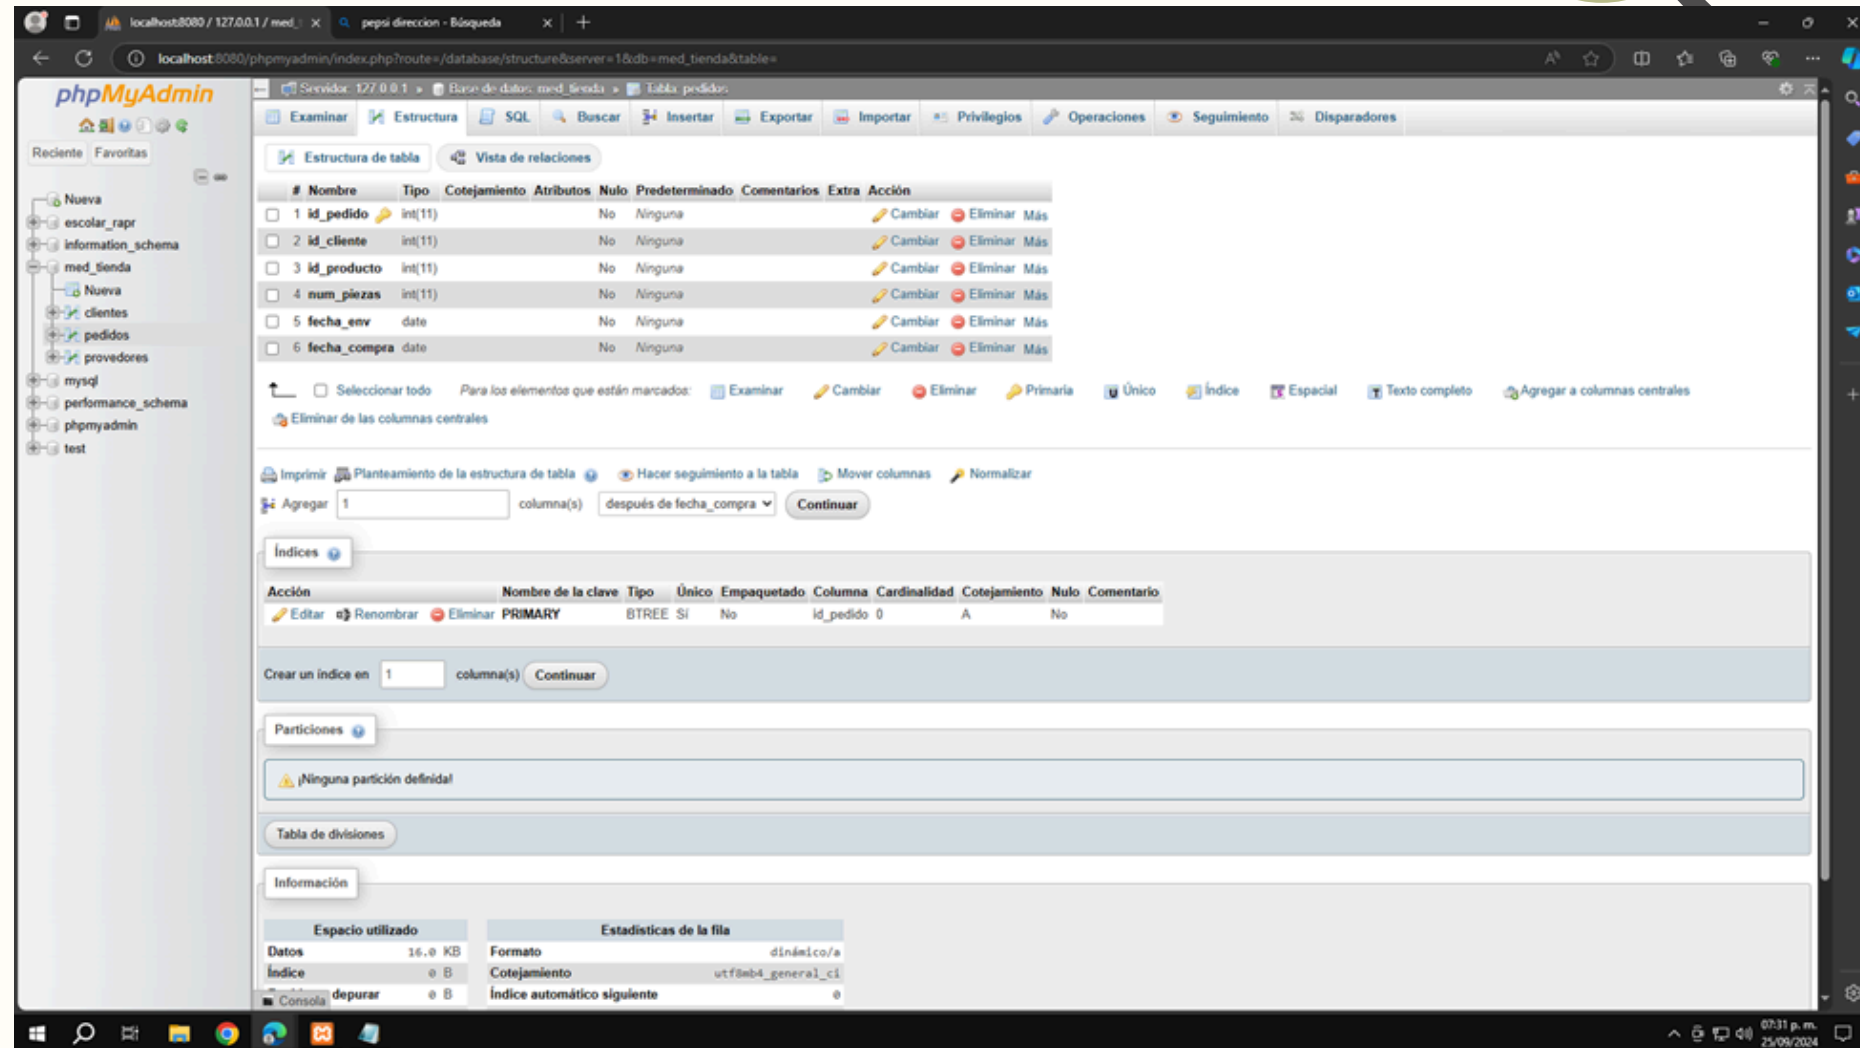 localhost:8080 / 127.0.0.1 / med_t
pepsi direccion - Búsqueda
localhost:8080/phpmyadmin/index.php?route=/database/structure&server=1&db=med_tienda&table=
phpMyAdmin
Reciente Favoritas
Nueva
escolar_rapr
information_schema
med_tienda
Nueva
clientes
pedidos
provedores
mysql
performance_schema
phpmyadmin
test
Servidor: 127.0.0.1 » Base de datos: med_tienda » Tabla: pedidos
Examinar Estructura SQL Buscar Insertar Exportar Importar Privilegios Operaciones Seguimiento Disparadores
Estructura de tabla Vista de relaciones
# Nombre Tipo Cotejamiento Atributos Nulo Predeterminado Comentarios Extra Acción
1 id_pedido int(11) No Ninguna Cambiar Eliminar Más
2 id_cliente int(11) No Ninguna Cambiar Eliminar Más
3 id_producto int(11) No Ninguna Cambiar Eliminar Más
4 num_piezas int(11) No Ninguna Cambiar Eliminar Más
5 fecha_env date No Ninguna Cambiar Eliminar Más
6 fecha_compra date No Ninguna Cambiar Eliminar Más
Seleccionar todo Para los elementos que están marcados: Examinar Cambiar Eliminar Primaria Único Índice Espacial Texto completo Agregar a columnas centrales
Eliminar de las columnas centrales
Imprimir Planteamiento de la estructura de tabla Hacer seguimiento a la tabla Mover columnas Normalizar
Agregar 1 columna(s) después de fecha_compra Continuar
Índices
Acción Nombre de la clave Tipo Único Empaquetado Columna Cardinalidad Cotejamiento Nulo Comentario
Editar Renombrar Eliminar PRIMARY BTREE Sí No id_pedido 0 A No
Crear un índice en 1 columna(s) Continuar
Particiones
¡Ninguna partición definida!
Tabla de divisiones
Información
Espacio utilizado
Datos 16.0 KB
Índice 0 B
depurar 0 B
Estadísticas de la fila
Formato dinámico/a
Cotejamiento utf8mb4_general_ci
Índice automático siguiente 0
Consola
07:31 p. m.
25/09/2024